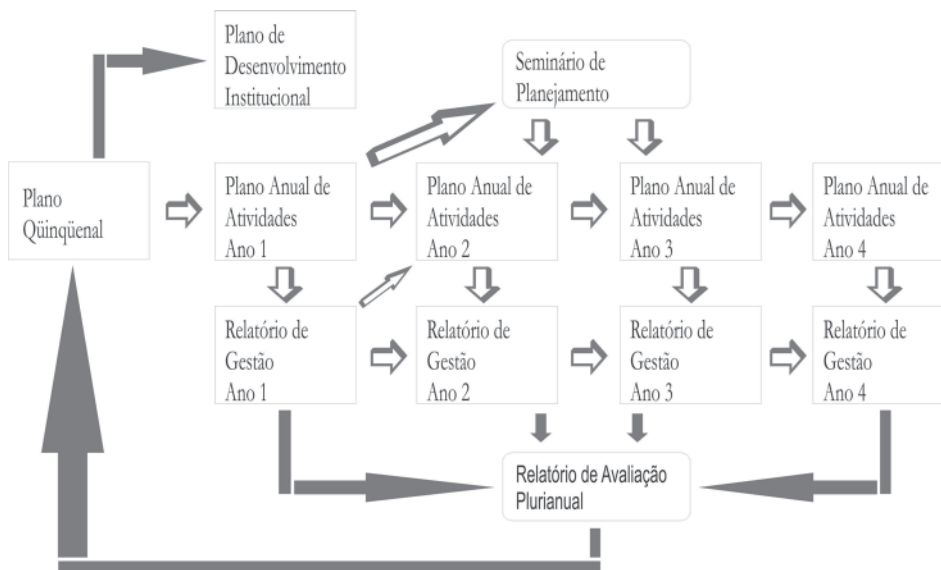 Plano de
Desenvolvimento
Institucional
Seminário de
Planejamento
Plano
Qüinqüenal
Plano Anual de
Atividades
Ano 1
Plano Anual de
Atividades
Ano 2
Plano Anual de
Atividades
Ano 3
Plano Anual de
Atividades
Ano 4
Relatório de
Gestão
Ano 1
Relatório de
Gestão
Ano 2
Relatório de
Gestão
Ano 3
Relatório de
Gestão
Ano 4
Relatório de Avaliação
Plurianual